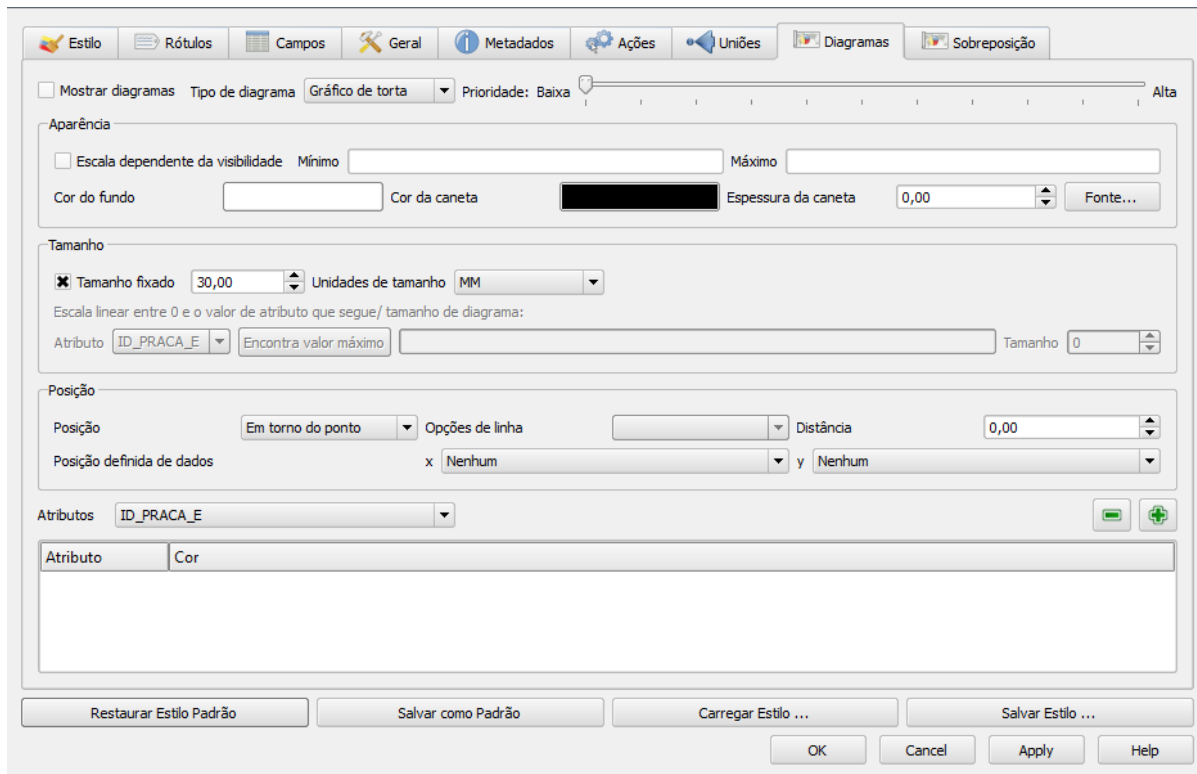 Estilo Rótulos Campos Geral Metadados Ações Uniões Diagramas Sobreposição
Mostrar diagramas Tipo de diagrama Gráfico de torta Prioridade: Baixa Alta
Aparência
Escala dependente da visibilidade Mínimo Máximo
Cor do fundo Cor da caneta Espessura da caneta 0,00 Fonte...
Tamanho
Tamanho fixado 30,00 Unidades de tamanho MM
Escala linear entre 0 e o valor de atributo que segue/ tamanho de diagrama:
Atributo ID_PRACA_E Encontra valor máximo Tamanho 0
Posição
Posição Em torno do ponto Opções de linha Distância 0,00
Posição definida de dados x Nenhum y Nenhum
Atributos ID_PRACA_E
Atributo Cor
Restaurar Estilo Padrão Salvar como Padrão Carregar Estilo ... Salvar Estilo ...
OK Cancel Apply Help